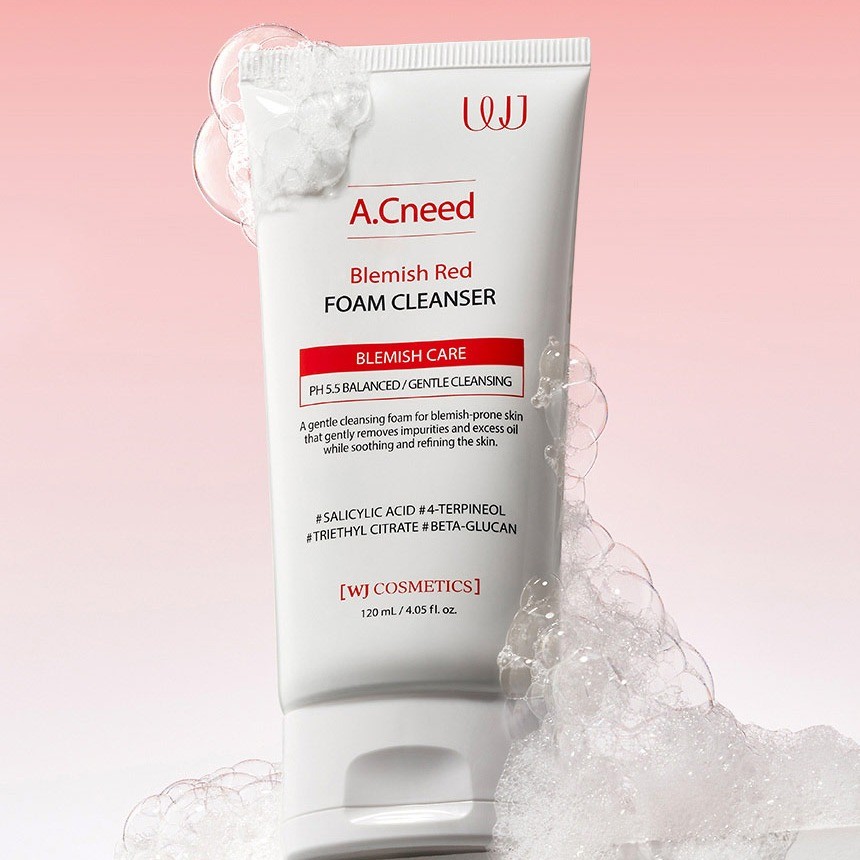 WJ
A.Cneed
Blemish Red
FOAM CLEANSER
BLEMISH CARE
PH 5.5 BALANCED / GENTLE CLEANSING
A gentle cleansing foam for blemish-prone skin
that gently removes impurities and excess oil
while soothing and refining the skin.
#SALICYLIC ACID #4-TERPINEOL
#TRIETHYL CITRATE #BETA-GLUCAN
[WJ COSMETICS]
120 mL / 4.05 fl. oz.